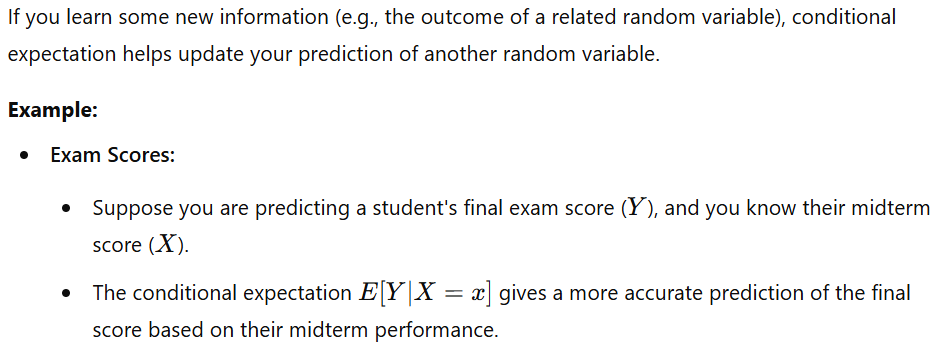 If you learn some new information (e.g., the outcome of a related random variable), conditional
expectation helps update your prediction of another random variable.
Example:
• Exam Scores:
• Suppose you are predicting a student's final exam score (Y), and you know their midterm
score (X).
• The conditional expectation E[Y|X = x] gives a more accurate prediction of the final
score based on their midterm performance.